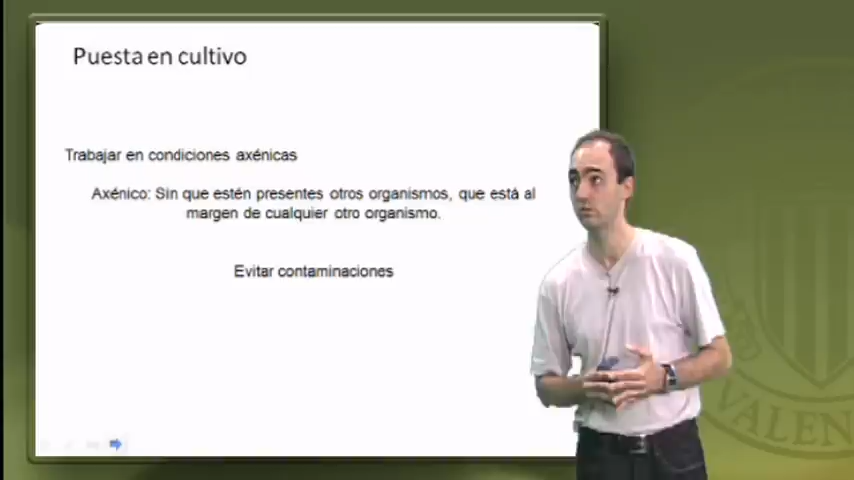 Puesta en cultivo
Trabajar en condiciones axénicas
Axénico: Sin que estén presentes otros organismos, que está al
margen de cualquier otro organismo.
Evitar contaminaciones